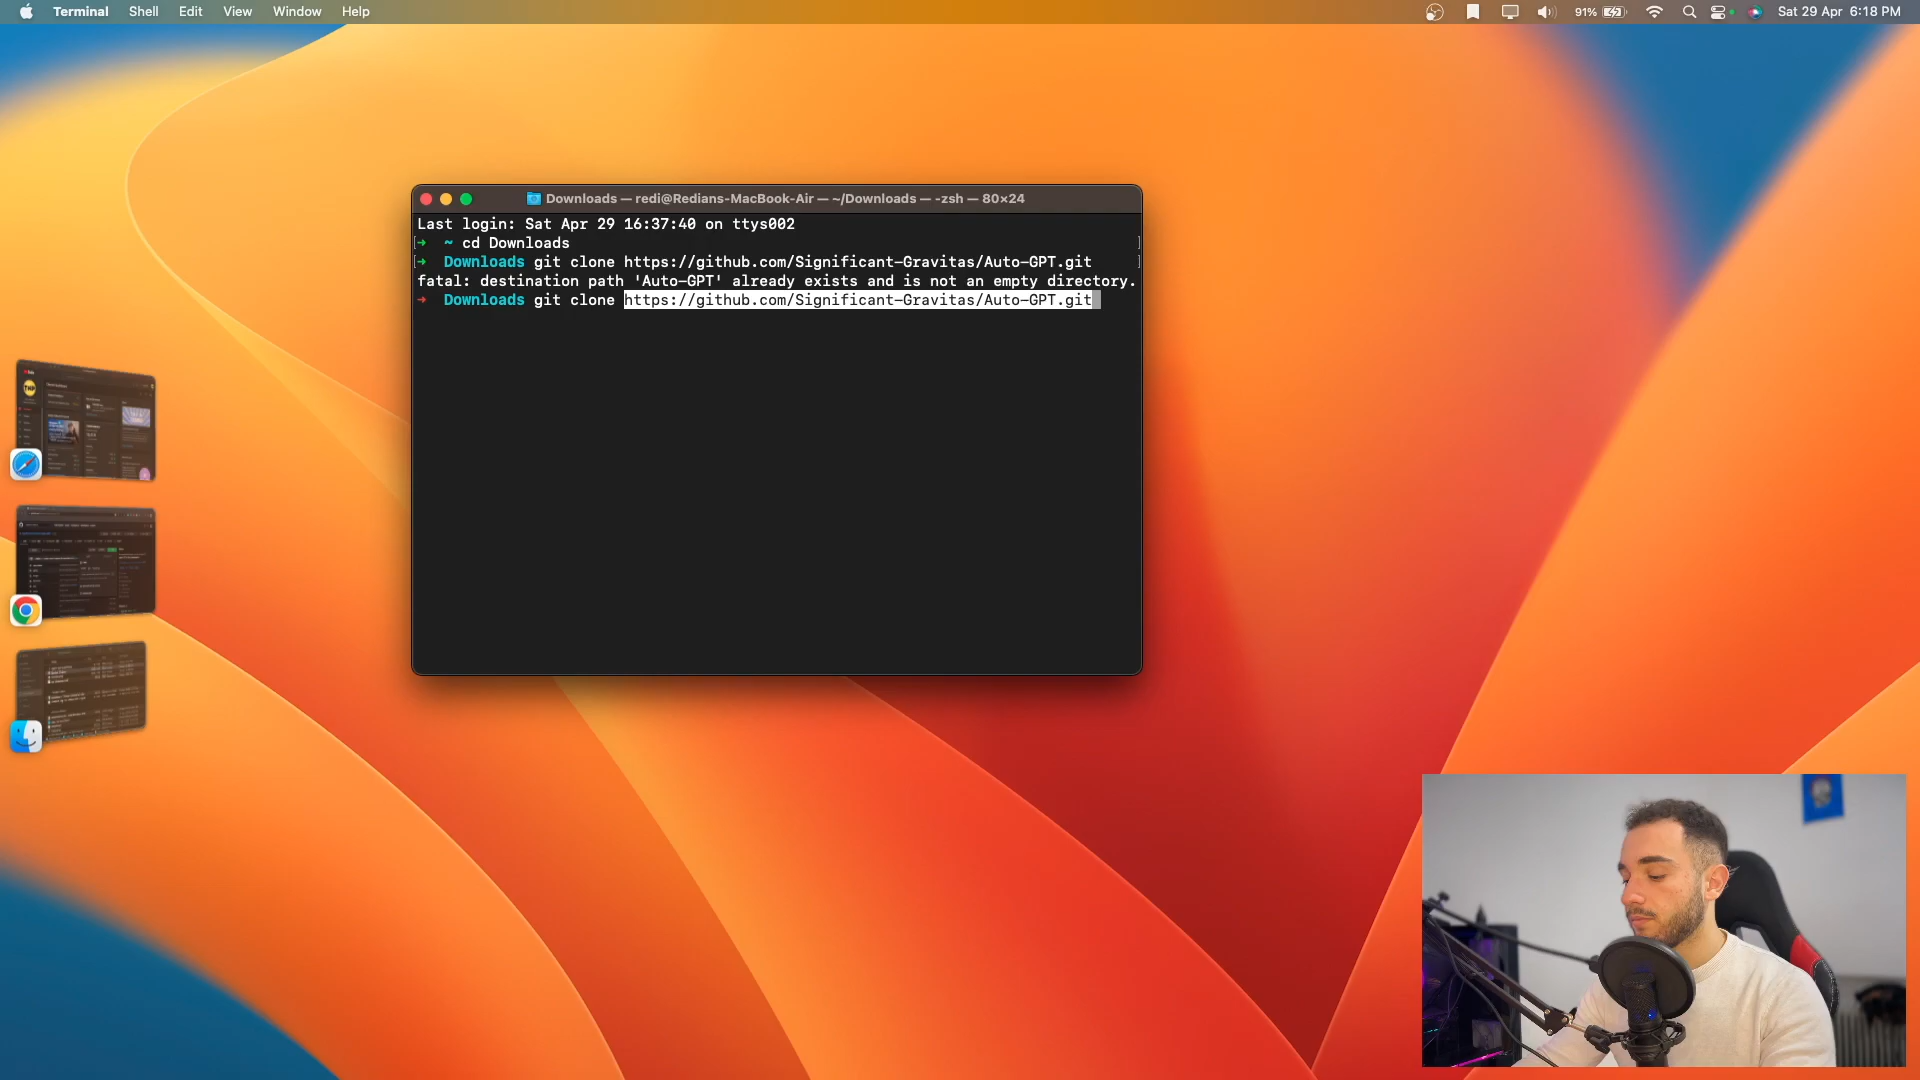 Terminal Shell Edit View Window Help
91% Sat 29 Apr 6:18 PM
Downloads — redi@Redians-MacBook-Air — ~/Downloads — -zsh — 80×24
Last login: Sat Apr 29 16:37:40 on ttys002
[➜ ~ cd Downloads ]
[➜ Downloads git clone https://github.com/Significant-Gravitas/Auto-GPT.git ]
fatal: destination path 'Auto-GPT' already exists and is not an empty directory.
➜ Downloads git clone https://github.com/Significant-Gravitas/Auto-GPT.git